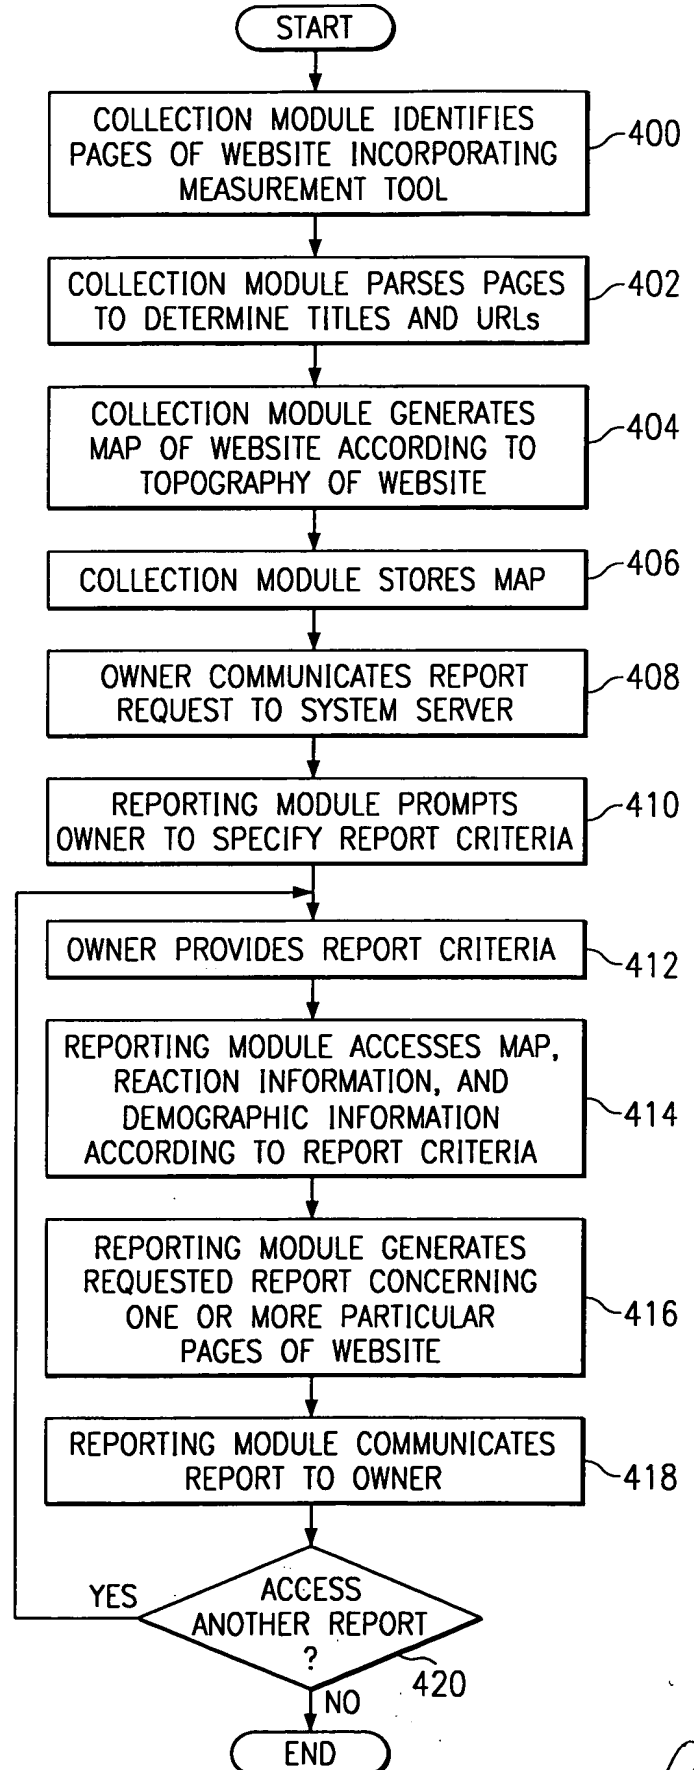 START
COLLECTION MODULE IDENTIFIES
PAGES OF WEBSITE INCORPORATING
MEASUREMENT TOOL
400
COLLECTION MODULE PARSES PAGES
TO DETERMINE TITLES AND URLs
402
COLLECTION MODULE GENERATES
MAP OF WEBSITE ACCORDING TO
TOPOGRAPHY OF WEBSITE
404
COLLECTION MODULE STORES MAP
406
OWNER COMMUNICATES REPORT
REQUEST TO SYSTEM SERVER
408
REPORTING MODULE PROMPTS
OWNER TO SPECIFY REPORT CRITERIA
410
OWNER PROVIDES REPORT CRITERIA
412
REPORTING MODULE ACCESSES MAP,
REACTION INFORMATION, AND
DEMOGRAPHIC INFORMATION
ACCORDING TO REPORT CRITERIA
414
REPORTING MODULE GENERATES
REQUESTED REPORT CONCERNING
ONE OR MORE PARTICULAR
PAGES OF WEBSITE
416
REPORTING MODULE COMMUNICATES
REPORT TO OWNER
418
YES
ACCESS
ANOTHER REPORT
?
420
NO
END